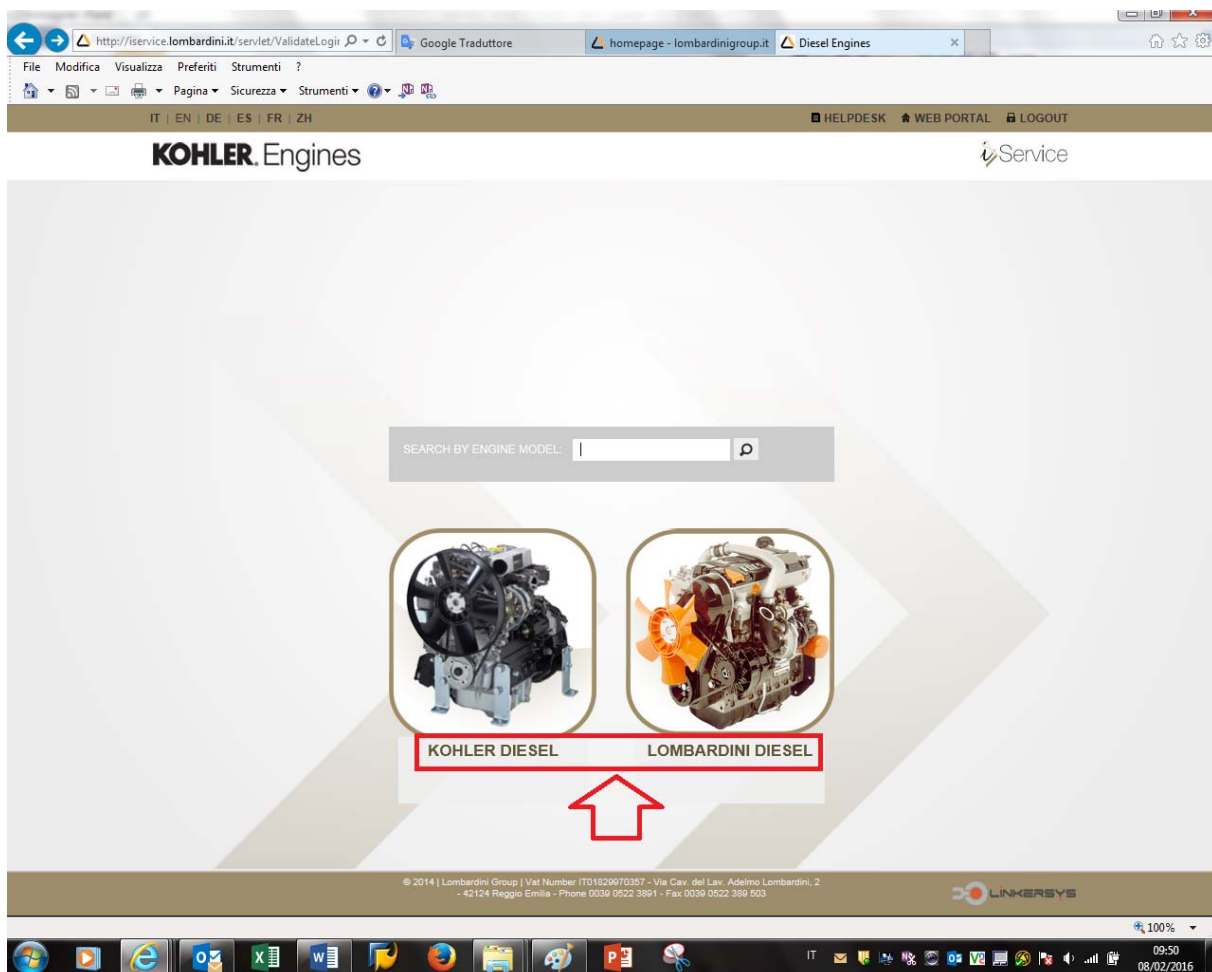 http://iservice.lombardini.it/servlet/ValidateLogin
Google Traduttore
homepage - lombardinigroup.it
Diesel Engines
File Modifica Visualizza Preferiti Strumenti ?
Pagina Sicurezza Strumenti
IT | EN | DE | ES | FR | ZH
HELPDESK WEB PORTAL LOGOUT
KOHLER. Engines
iService
SEARCH BY ENGINE MODEL:
KOHLER DIESEL
LOMBARDINI DIESEL
© 2014 | Lombardini Group | Vat Number IT01829970357 - Via Cav. del Lav. Adelmo Lombardini, 2
- 42124 Reggio Emilia - Phone 0039 0522 3891 - Fax 0039 0522 389 503
LINKERSYS
100%
IT
09:50
08/02/2016